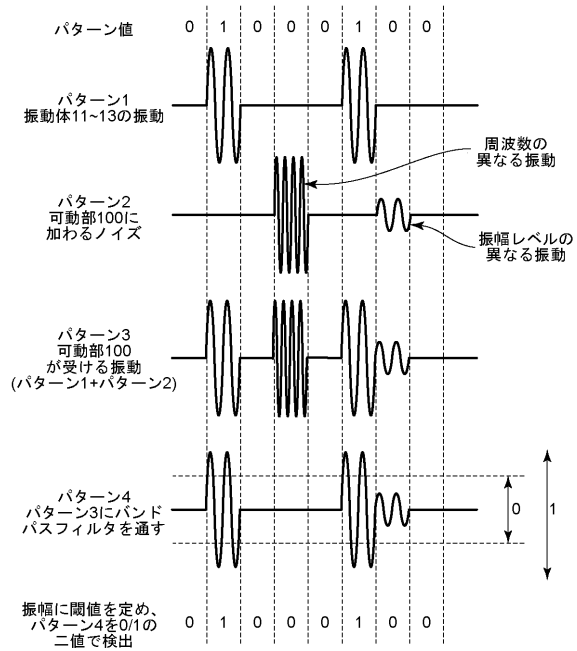 パターン値 0 1 0 0 0 1 0 0
パターン1
振動体11~13の振動
周波数の
異なる振動
パターン2
可動部100に
加わるノイズ
振幅レベルの
異なる振動
パターン3
可動部100
が受ける振動
(パターン1+パターン2)
パターン4
パターン3にバンド
パスフィルタを通す
0
1
振幅に閾値を定め、
パターン4を0/1の
二値で検出
0 1 0 0 0 1 0 0